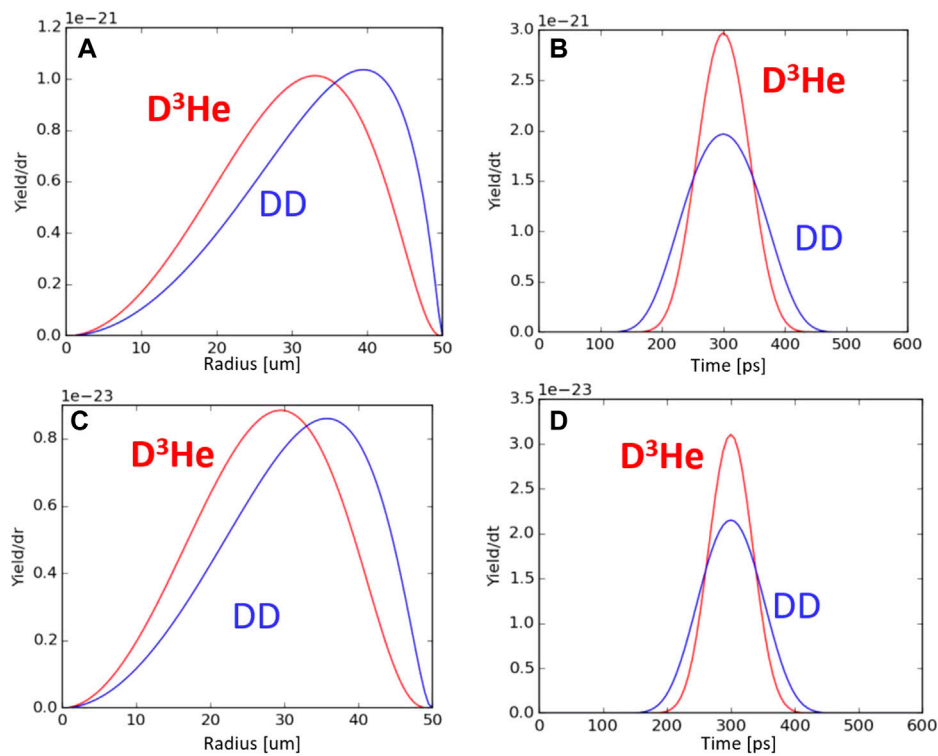 1e−21
A
D³He
DD
Yield/dr
1.2
1.0
0.8
0.6
0.4
0.2
0.0
0 10 20 30 40 50
Radius [um]
1e−21
B
D³He
DD
Yield/dt
3.0
2.5
2.0
1.5
1.0
0.5
0.0
0 100 200 300 400 500 600
Time [ps]
1e−23
C
D³He
DD
Yield/dr
0.8
0.6
0.4
0.2
0.0
0 10 20 30 40 50
Radius [um]
1e−23
D
D³He
DD
Yield/dt
3.5
3.0
2.5
2.0
1.5
1.0
0.5
0.0
0 100 200 300 400 500 600
Time [ps]